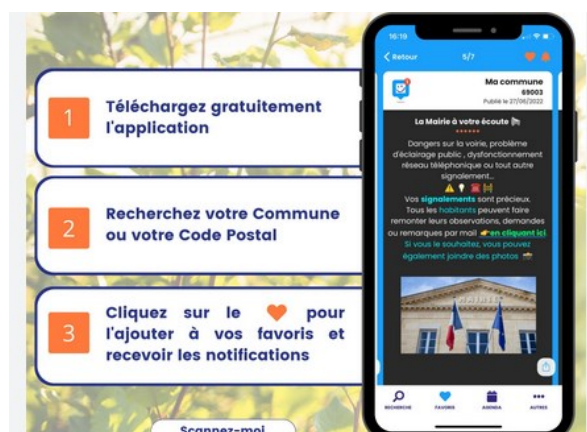 1
Téléchargez gratuitement
l'application
2
Recherchez votre Commune
ou votre Code Postal
3
Cliquez sur le 🧡 pour
l'ajouter à vos favoris et
recevoir les notifications
Scannez-moi
16:19
Retour 5/7
Ma commune
69003
Publié le 27/06/2022
La Mairie à votre écoute
Dangers sur la voirie, problème
d'éclairage public , dysfonctionnement
réseau téléphonique ou tout autre
signalement...
Vos signalements sont précieux.
Tous les habitants peuvent faire
remonter leurs observations, demandes
ou remarques par mail 👉en cliquant ici.
Si vous le souhaitez, vous pouvez
également joindre des photos 📸
MAIRIE
RECHERCHE FAVORIS AGENDA AUTRES